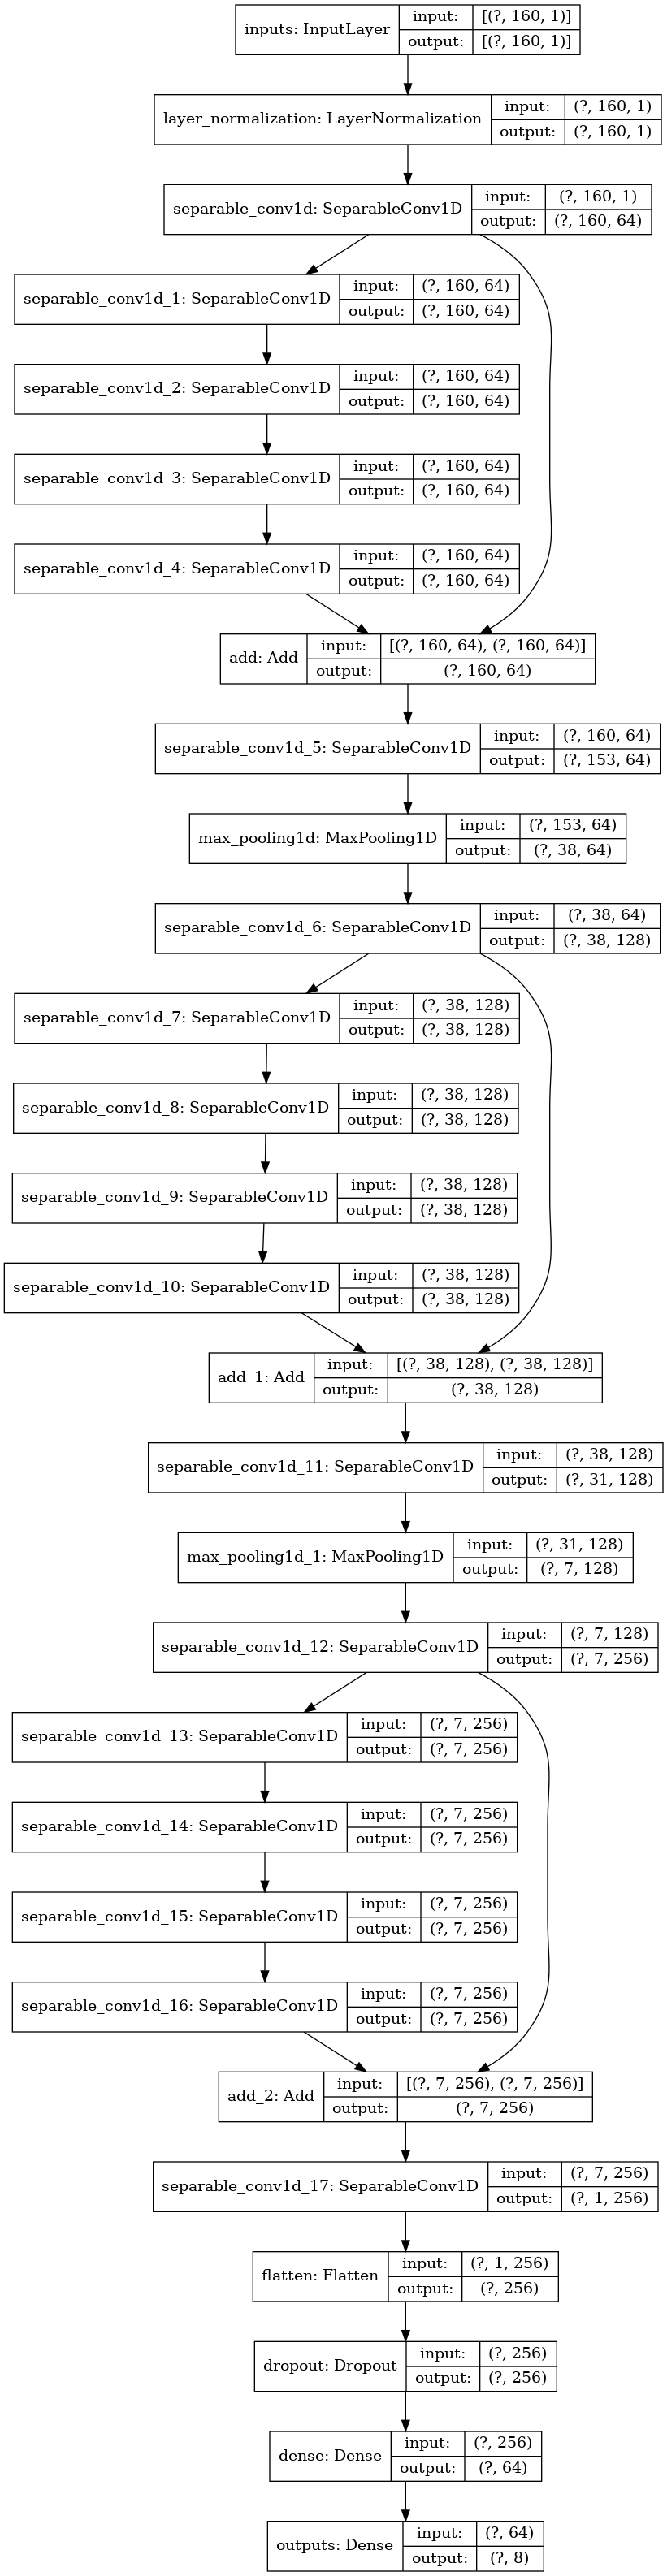 inputs: InputLayer
input: [(?, 160, 1)]
output: [(?, 160, 1)]
layer_normalization: LayerNormalization
input: (?, 160, 1)
output: (?, 160, 1)
separable_conv1d: SeparableConv1D
input: (?, 160, 1)
output: (?, 160, 64)
separable_conv1d_1: SeparableConv1D
input: (?, 160, 64)
output: (?, 160, 64)
separable_conv1d_2: SeparableConv1D
input: (?, 160, 64)
output: (?, 160, 64)
separable_conv1d_3: SeparableConv1D
input: (?, 160, 64)
output: (?, 160, 64)
separable_conv1d_4: SeparableConv1D
input: (?, 160, 64)
output: (?, 160, 64)
add: Add
input: [(?, 160, 64), (?, 160, 64)]
output: (?, 160, 64)
separable_conv1d_5: SeparableConv1D
input: (?, 160, 64)
output: (?, 153, 64)
max_pooling1d: MaxPooling1D
input: (?, 153, 64)
output: (?, 38, 64)
separable_conv1d_6: SeparableConv1D
input: (?, 38, 64)
output: (?, 38, 128)
separable_conv1d_7: SeparableConv1D
input: (?, 38, 128)
output: (?, 38, 128)
separable_conv1d_8: SeparableConv1D
input: (?, 38, 128)
output: (?, 38, 128)
separable_conv1d_9: SeparableConv1D
input: (?, 38, 128)
output: (?, 38, 128)
separable_conv1d_10: SeparableConv1D
input: (?, 38, 128)
output: (?, 38, 128)
add_1: Add
input: [(?, 38, 128), (?, 38, 128)]
output: (?, 38, 128)
separable_conv1d_11: SeparableConv1D
input: (?, 38, 128)
output: (?, 31, 128)
max_pooling1d_1: MaxPooling1D
input: (?, 31, 128)
output: (?, 7, 128)
separable_conv1d_12: SeparableConv1D
input: (?, 7, 128)
output: (?, 7, 256)
separable_conv1d_13: SeparableConv1D
input: (?, 7, 256)
output: (?, 7, 256)
separable_conv1d_14: SeparableConv1D
input: (?, 7, 256)
output: (?, 7, 256)
separable_conv1d_15: SeparableConv1D
input: (?, 7, 256)
output: (?, 7, 256)
separable_conv1d_16: SeparableConv1D
input: (?, 7, 256)
output: (?, 7, 256)
add_2: Add
input: [(?, 7, 256), (?, 7, 256)]
output: (?, 7, 256)
separable_conv1d_17: SeparableConv1D
input: (?, 7, 256)
output: (?, 1, 256)
flatten: Flatten
input: (?, 1, 256)
output: (?, 256)
dropout: Dropout
input: (?, 256)
output: (?, 256)
dense: Dense
input: (?, 256)
output: (?, 64)
outputs: Dense
input: (?, 64)
output: (?, 8)